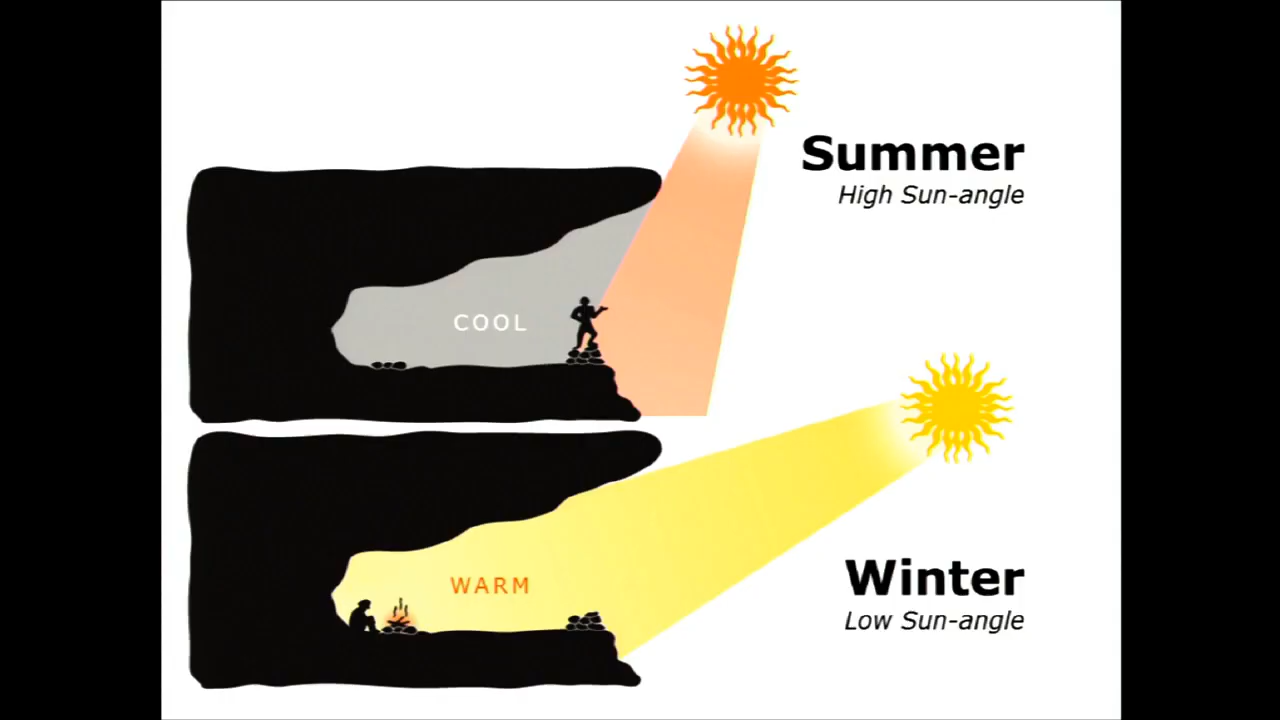 Summer
High Sun-angle
COOL
WARM
Winter
Low Sun-angle